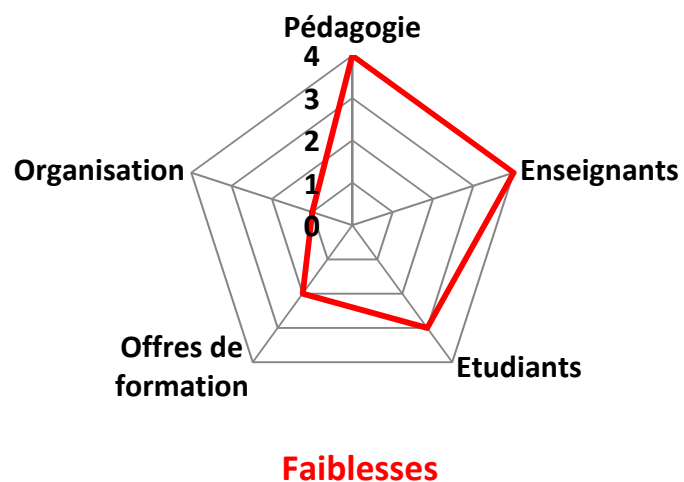 Pédagogie
4
3
2
1
0
Organisation
Enseignants
Offres de
formation
Etudiants
Faiblesses